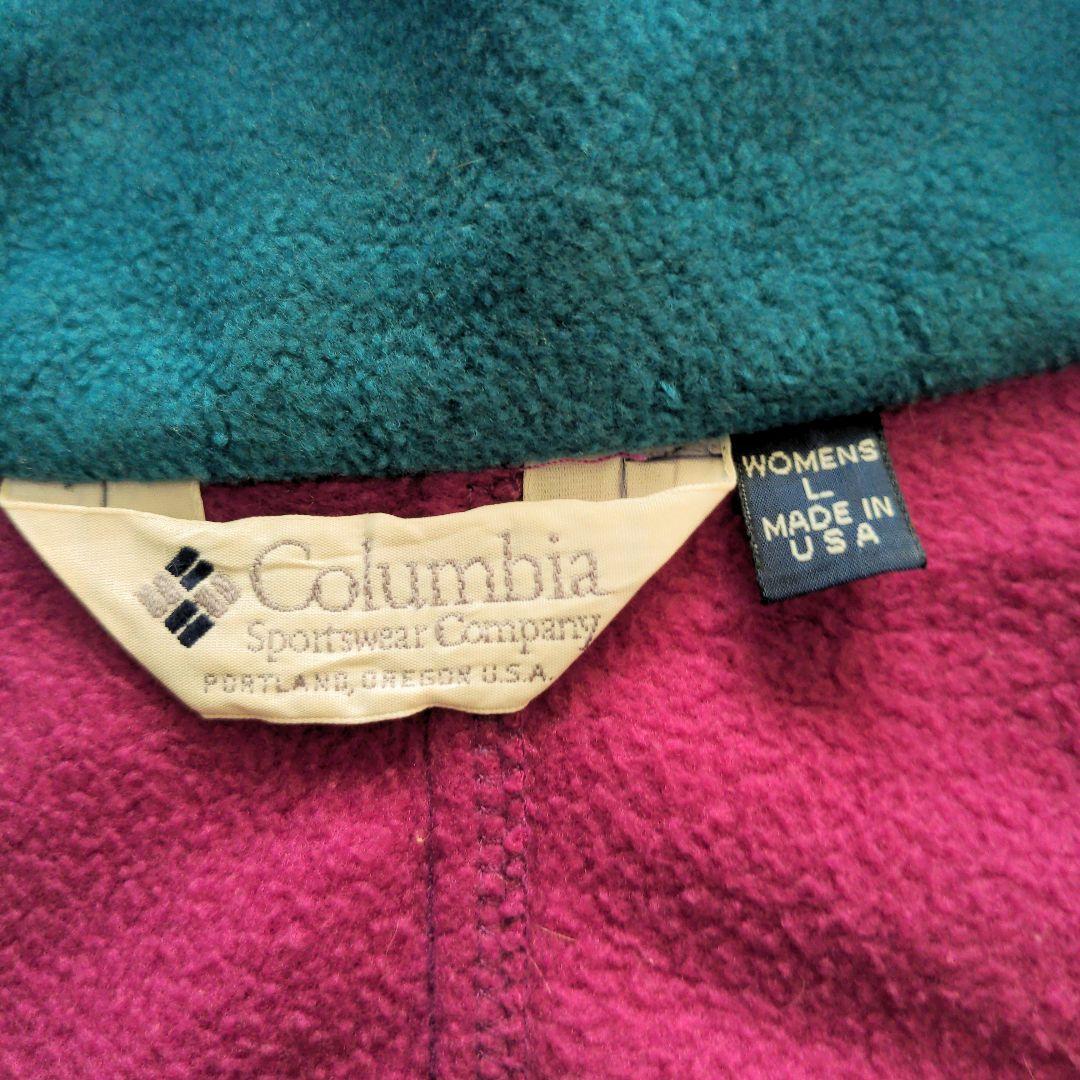 Columbia
Sportswear Company
PORTLAND, OREGON U.S.A.
WOMENS
L
MADE IN
USA